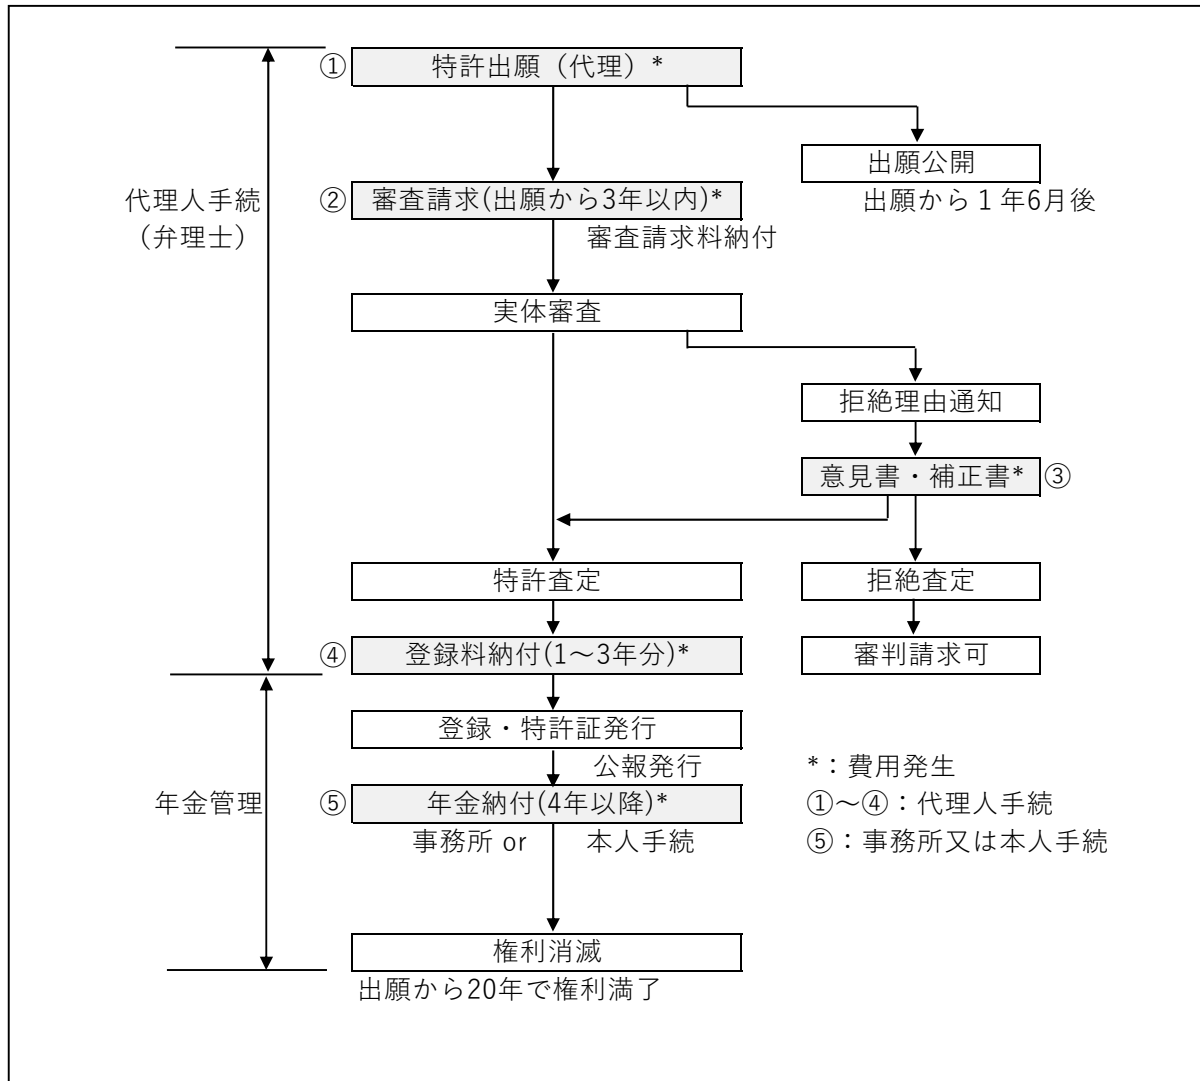 ① 特許出願（代理）*
出願公開
出願から１年6月後
代理人手続
（弁理士）
② 審査請求(出願から3年以内)*
審査請求料納付
実体審査
拒絶理由通知
意見書・補正書* ③
特許査定
拒絶査定
④ 登録料納付(1～3年分)*
審判請求可
登録・特許証発行
公報発行
年金管理
⑤ 年金納付(4年以降)*
事務所 or 本人手続
*：費用発生
①～④：代理人手続
⑤：事務所又は本人手続
権利消滅
出願から20年で権利満了